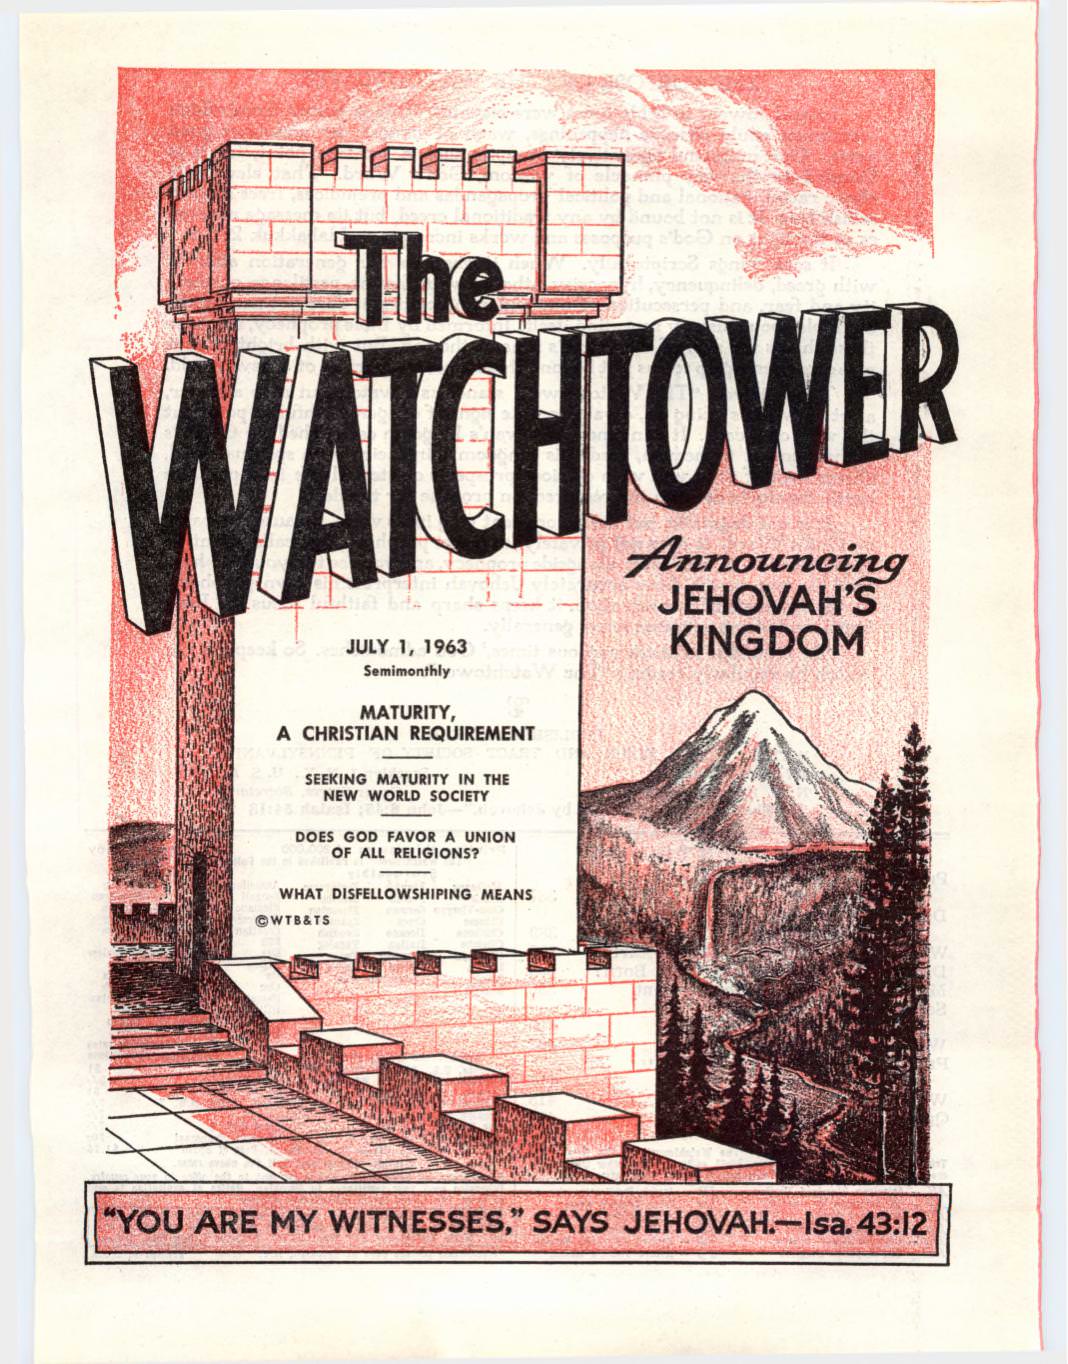 The
WATCHTOWER
Announcing
JEHOVAH'S
KINGDOM
JULY 1, 1963
Semimonthly
MATURITY,
A CHRISTIAN REQUIREMENT
SEEKING MATURITY IN THE
NEW WORLD SOCIETY
DOES GOD FAVOR A UNION
OF ALL RELIGIONS?
WHAT DISFELLOWSHIPING MEANS
©WTB&TS
"YOU ARE MY WITNESSES," SAYS JEHOVAH.—Isa. 43:12